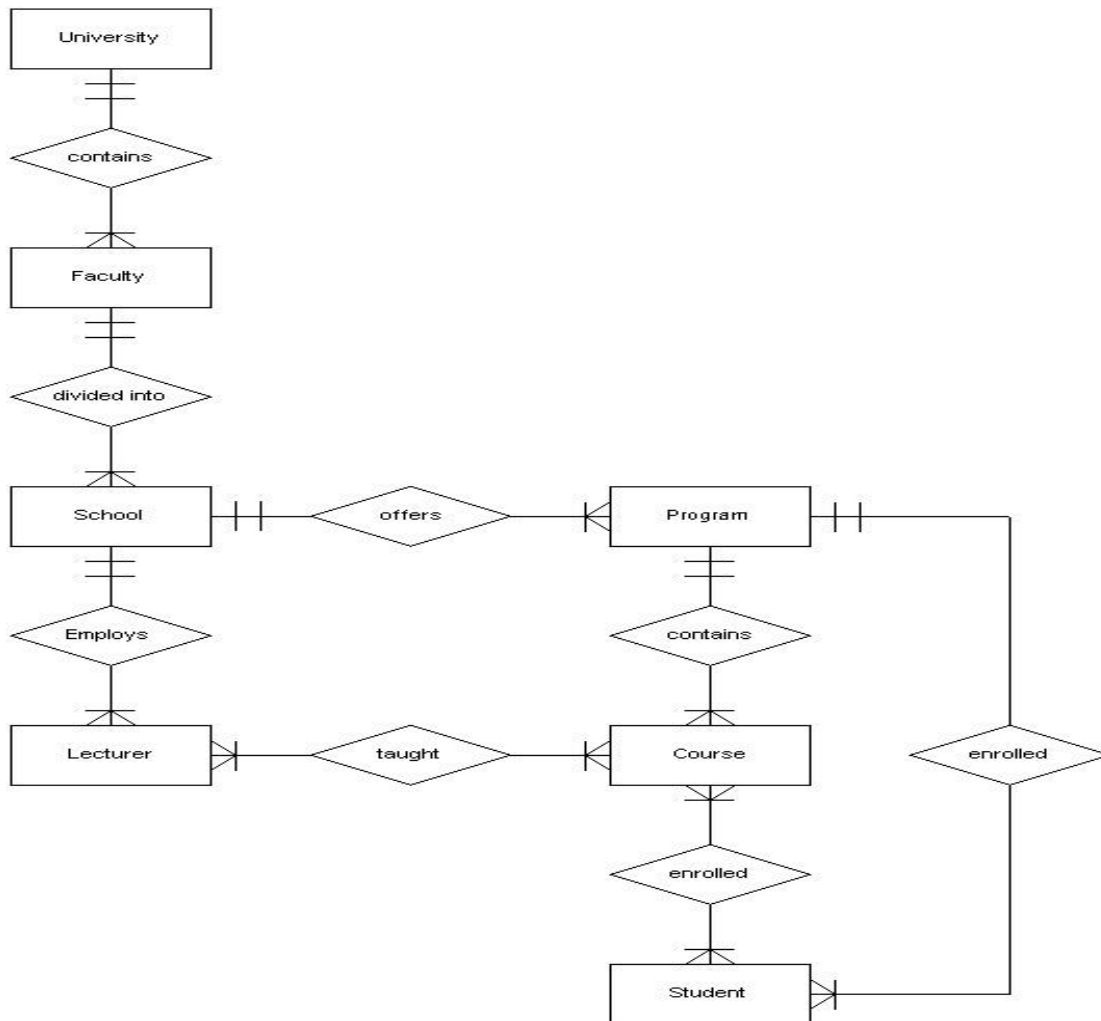 University
contains
Faculty
divided into
School
offers
Program
Employs
contains
Lecturer
taught
Course
enrolled
enrolled
Student